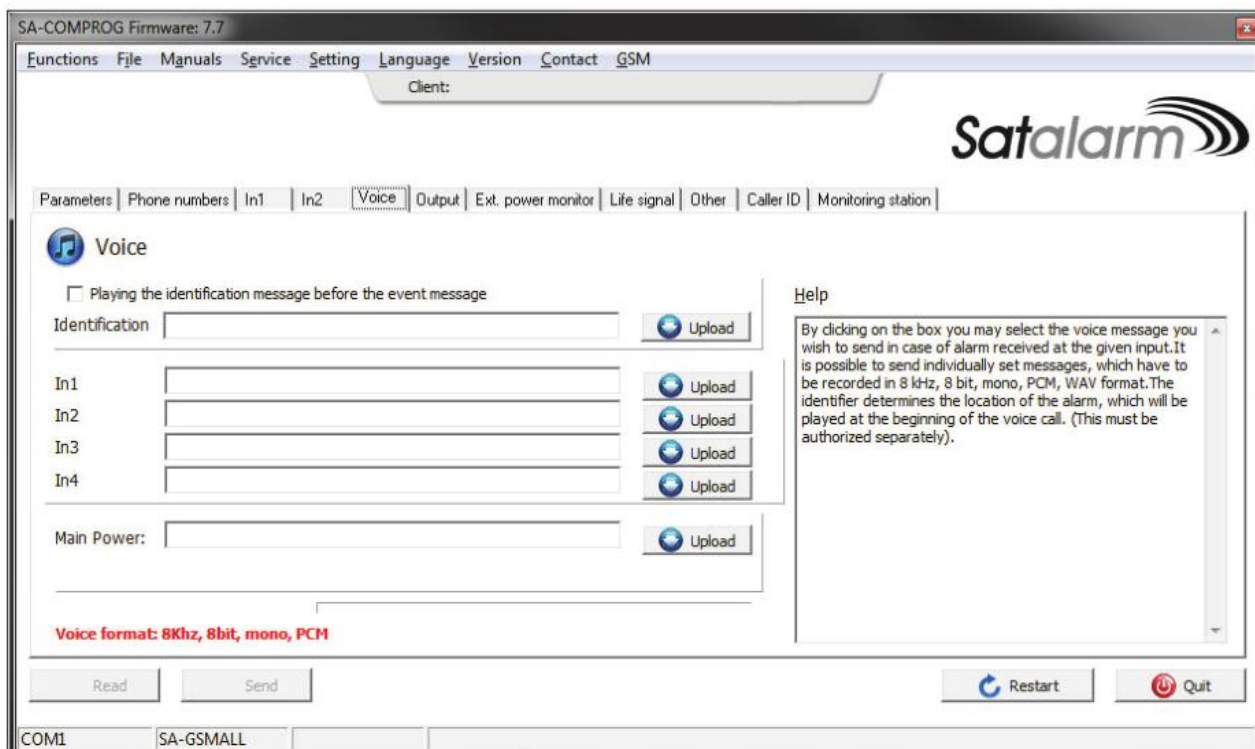 SA-COMPROG Firmware: 7.7
Functions File Manuals Service Setting Language Version Contact GSM
Client:
Satalarm
Parameters Phone numbers In1 In2 Voice Output Ext. power monitor Life signal Other Caller ID Monitoring station
Voice
Playing the identification message before the event message
Identification Upload
In1 Upload
In2 Upload
In3 Upload
In4 Upload
Main Power: Upload
Voice format: 8Khz, 8bit, mono, PCM
Help
By clicking on the box you may select the voice message you
wish to send in case of alarm received at the given input.It
is possible to send individually set messages, which have to
be recorded in 8 kHz, 8 bit, mono, PCM, WAV format.The
identifier determines the location of the alarm, which will be
played at the beginning of the voice call. (This must be
authorized separately).
Read Send Restart Quit
COM1 SA-GSMALL